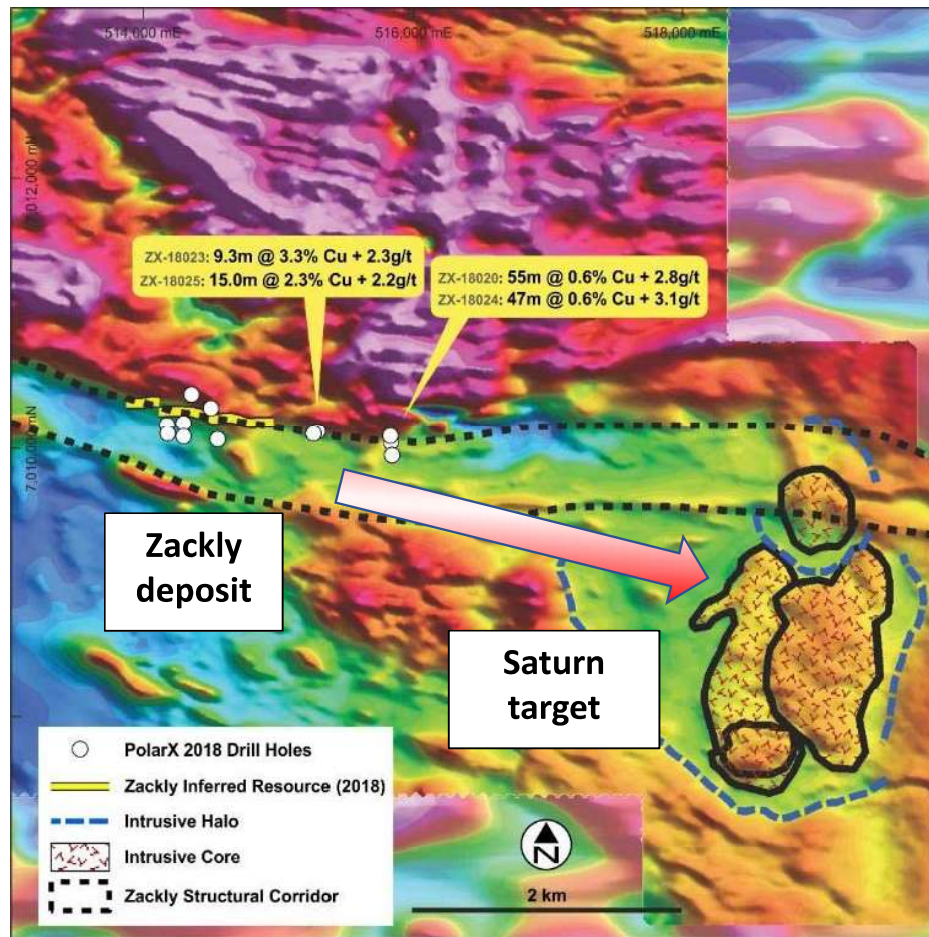 514,000 mE
516,000 mE
518,000 mE
7,012,000 mN
ZX-18023: 9.3m @ 3.3% Cu + 2.3g/t
ZX-18025: 15.0m @ 2.3% Cu + 2.2g/t
ZX-18020: 55m @ 0.6% Cu + 2.8g/t
ZX-18024: 47m @ 0.6% Cu + 3.1g/t
7,010,000 mN
Zackly
deposit
Saturn
target
PolarX 2018 Drill Holes
Zackly Inferred Resource (2018)
Intrusive Halo
Intrusive Core
Zackly Structural Corridor
N
2 km